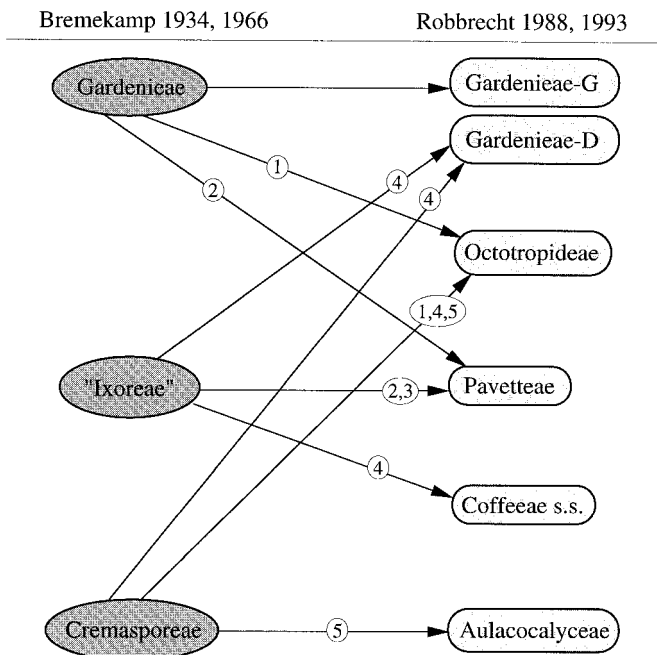 Bremekamp 1934, 1966 Robbrecht 1988, 1993
Gardenieae Gardenieae-G
Gardenieae-D
1
4
2 4
Octotropideae
1,4,5
"Ixoreae" 2,3 Pavetteae
4
Coffeeae s.s.
Cremasporeae 5 Aulacocalyceae